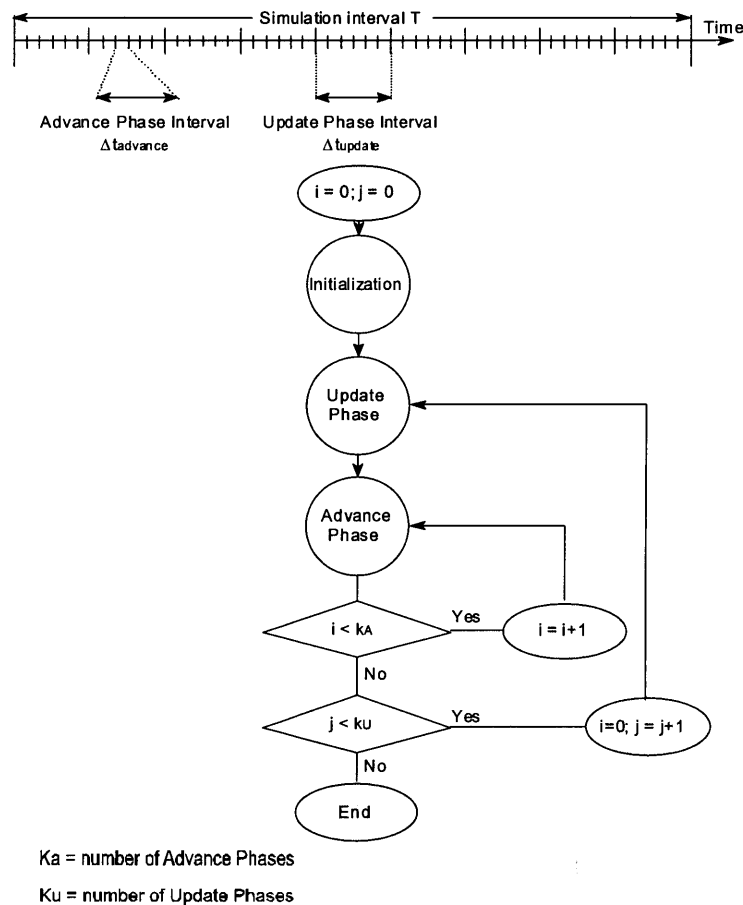 Simulation interval T
Time
Advance Phase Interval
Δtadvance
Update Phase Interval
Δtupdate
i = 0; j = 0
Initialization
Update
Phase
Advance
Phase
i < kA
Yes
i = i+1
No
j < kU
Yes
i=0; j = j+1
No
End
Ka = number of Advance Phases
Ku = number of Update Phases